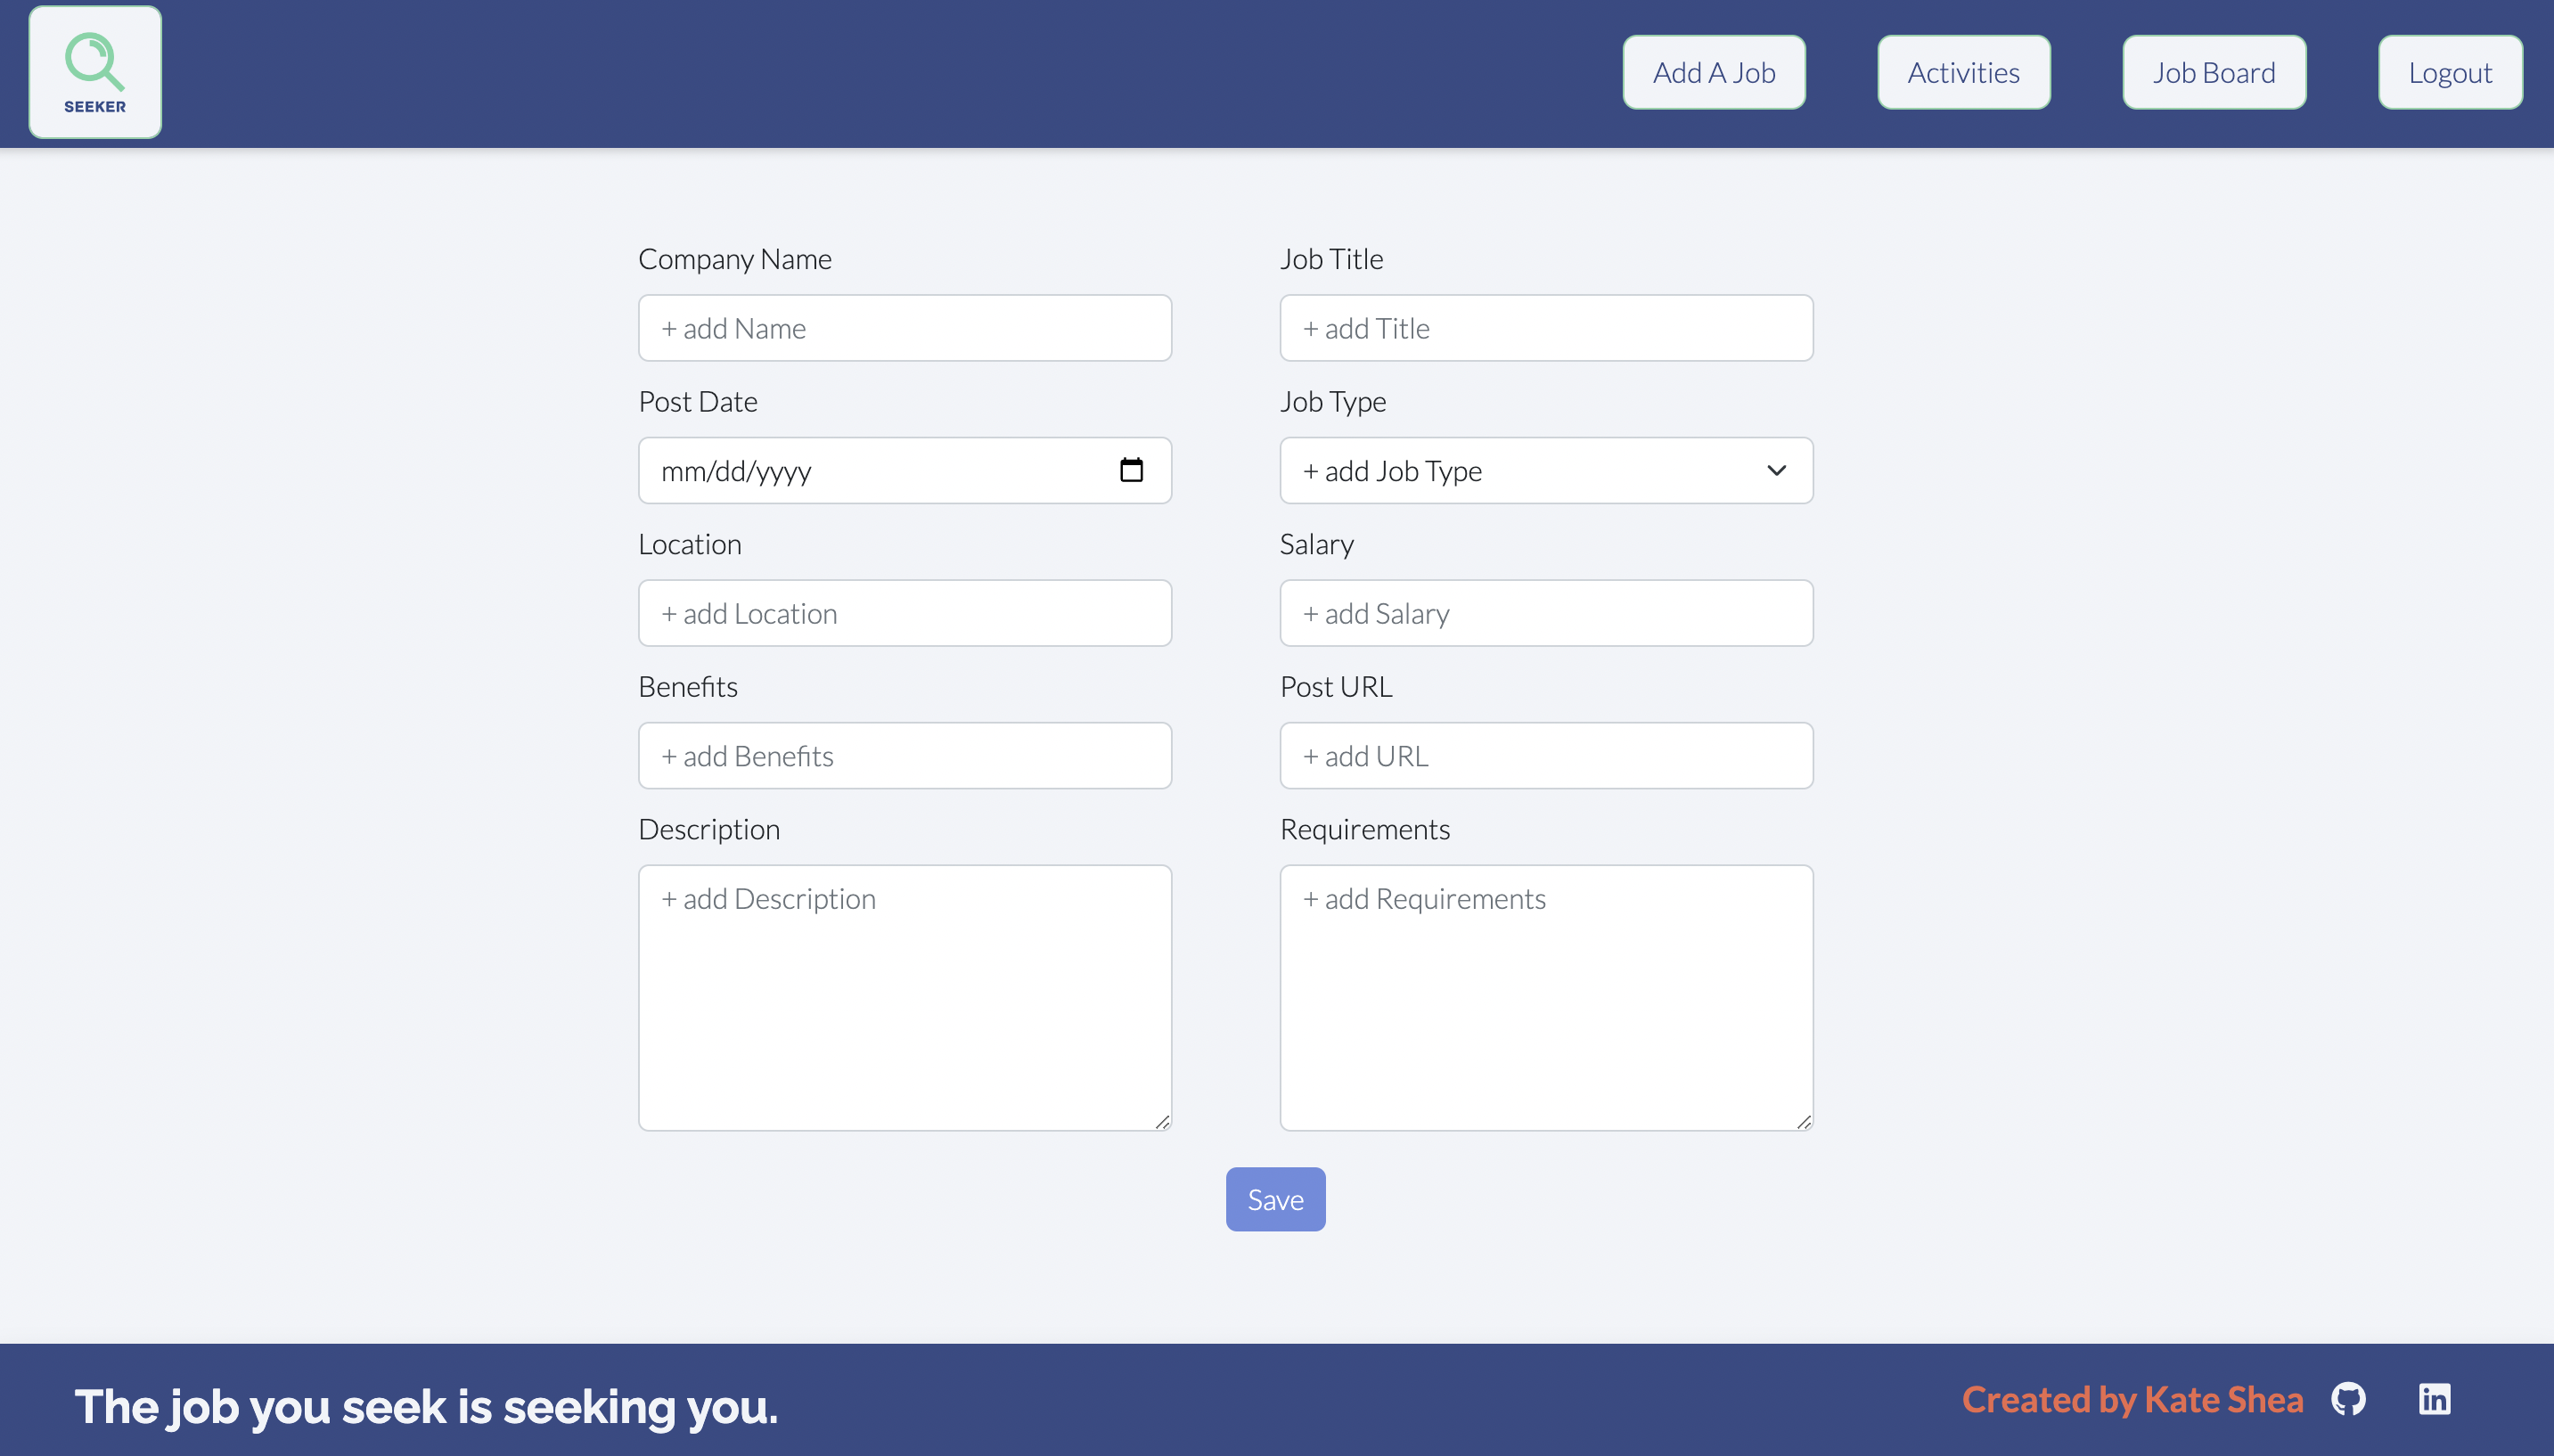 SEEKER
Add A Job
Activities
Job Board
Logout
Company Name
Job Title
+ add Name
+ add Title
Post Date
Job Type
mm/dd/yyyy
+ add Job Type
Location
Salary
+ add Location
+ add Salary
Benefits
Post URL
+ add Benefits
+ add URL
Description
Requirements
+ add Description
+ add Requirements
Save
The job you seek is seeking you.
Created by Kate Shea
in